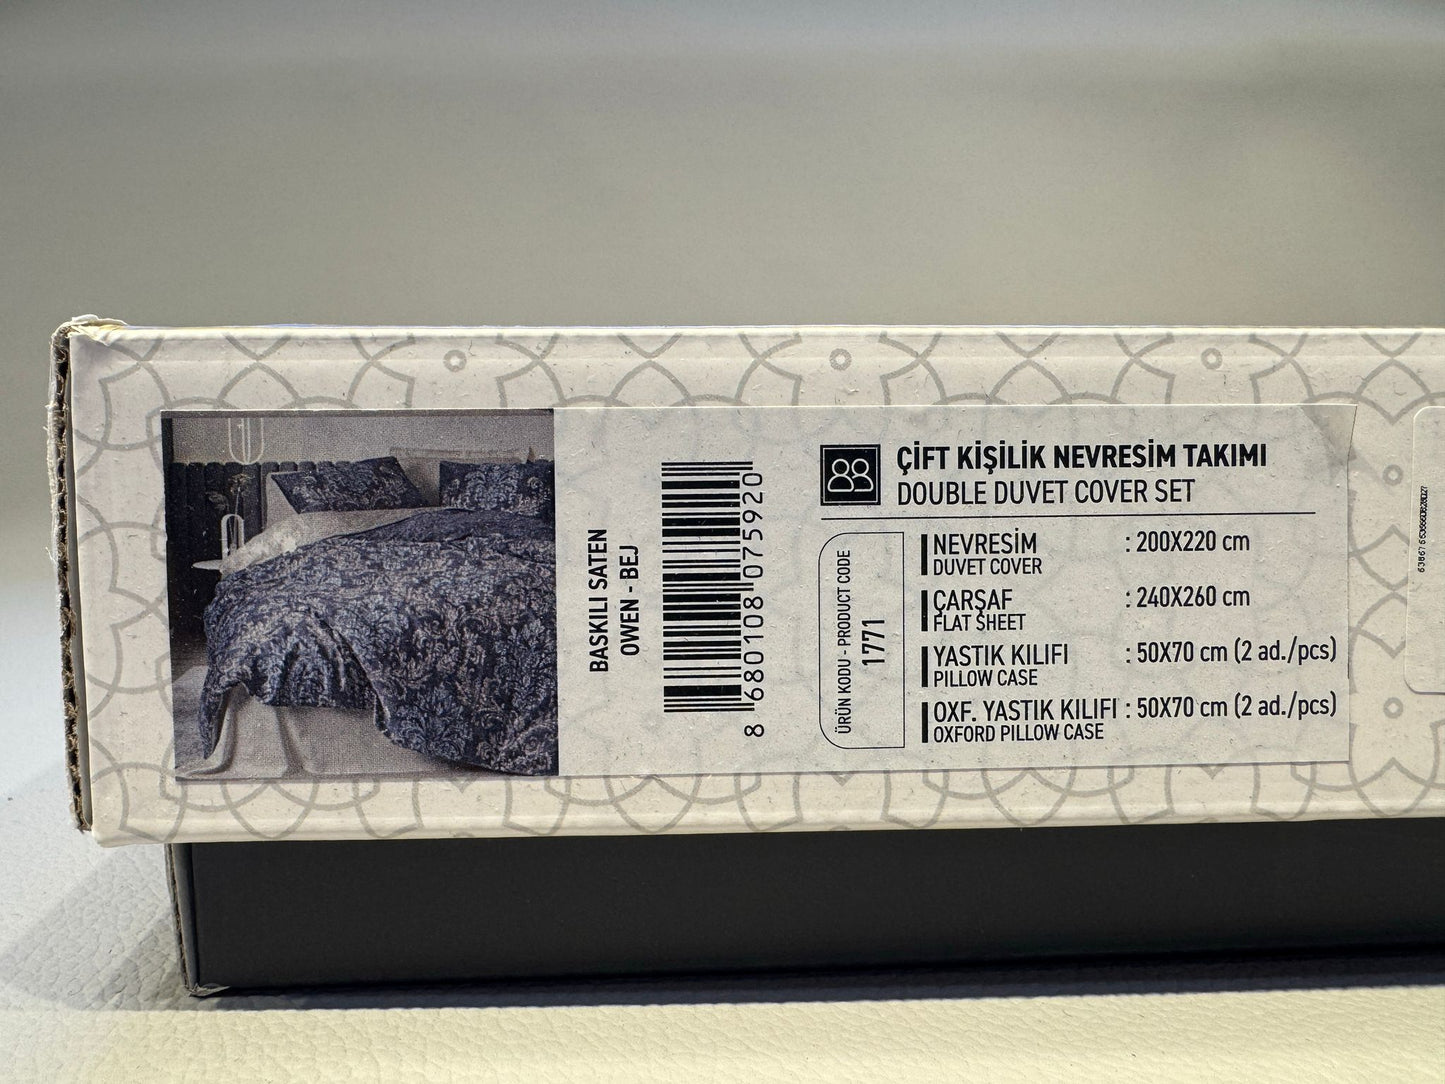 BASKILI SATEN
OWEN - BEJ
8 680108 075920
ÇİFT KİŞİLİK NEVRESİM TAKIMI
DOUBLE DUVET COVER SET
ÜRÜN KODU - PRODUCT CODE
1771
NEVRESİM : 200X220 cm
DUVET COVER
ÇARŞAF : 240X260 cm
FLAT SHEET
YASTIK KILIFI : 50X70 cm (2 ad./pcs)
PILLOW CASE
OXF. YASTIK KILIFI : 50X70 cm (2 ad./pcs)
OXFORD PILLOW CASE